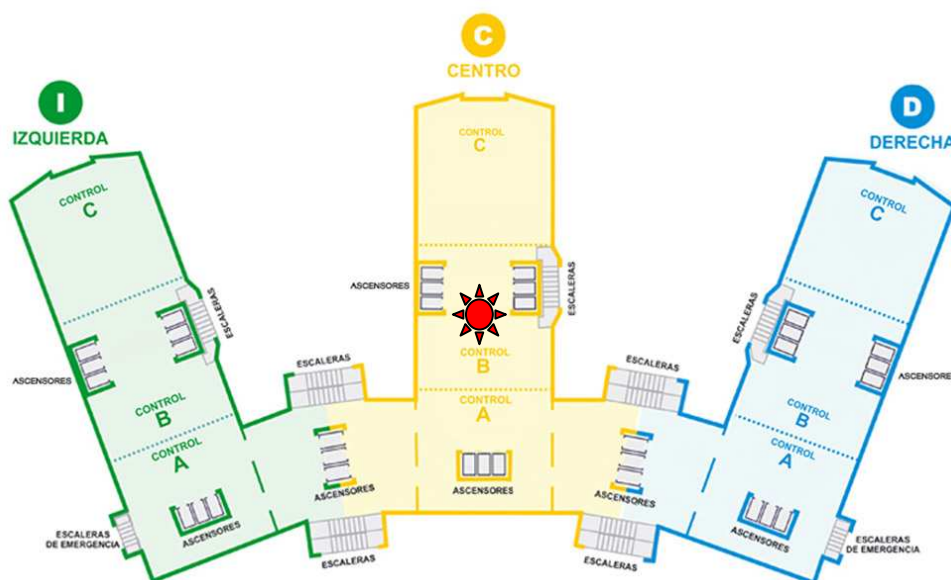 C
CENTRO
I
IZQUIERDA
D
DERECHA
CONTROL
C
CONTROL
C
CONTROL
C
ASCENSORES
ESCALERAS
ESCALERAS
ESCALERAS
ASCENSORES
ASCENSORES
ESCALERAS
ESCALERAS
CONTROL
B
CONTROL
B
CONTROL
B
CONTROL
A
CONTROL
A
CONTROL
A
ASCENSORES
ASCENSORES
ASCENSORES
ASCENSORES
ASCENSORES
ESCALERAS
DE EMERGENCIA
ESCALERAS
DE EMERGENCIA
ESCALERAS
ESCALERAS